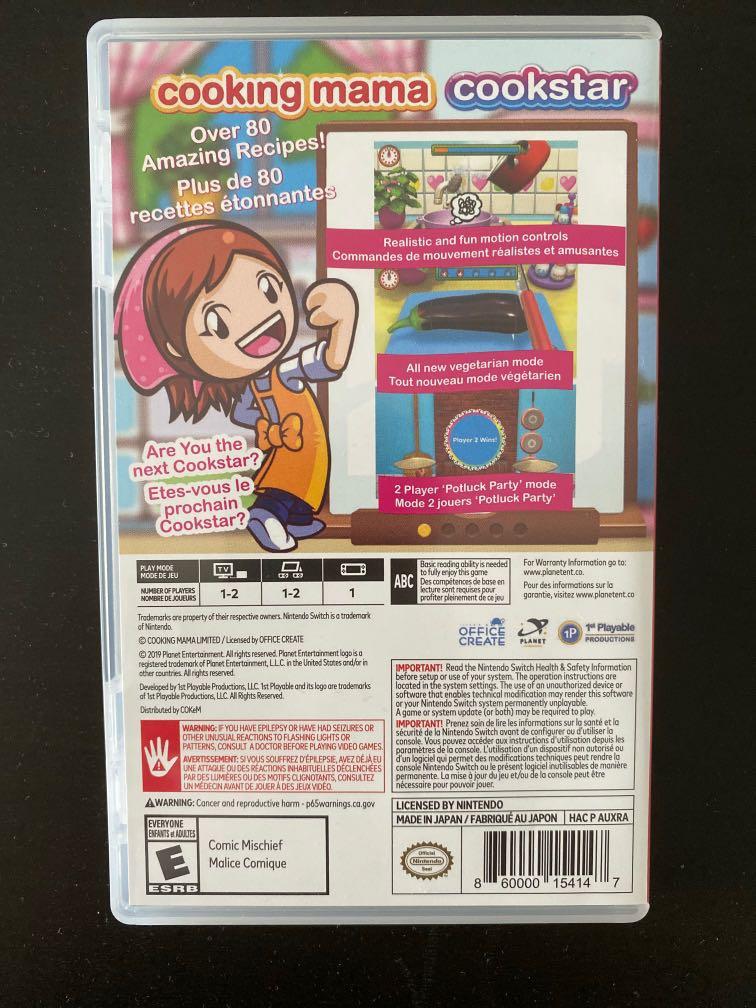 cooking mama cookstar
Over 80
Amazing Recipes!
Plus de 80
recettes étonnantes
Realistic and fun motion controls
Commandes de mouvement réalistes et amusantes
All new vegetarian mode
Tout nouveau mode végétarien
Player 2 Wins!
2 Player 'Potluck Party' mode
Mode 2 jouers 'Potluck Party'
Are You the
next Cookstar?
Etes-vous le
prochain
Cookstar?
PLAY MODE
MODE DE JEU
TV
NUMBER OF PLAYERS
NOMBRE DE JOUEURS
1-2
1-2
1
ABC
Basic reading ability is needed
to fully enjoy this game
Des compétences de base en
lecture sont requises pour
profiter pleinement de ce jeu
For Warranty Information go to:
www.planetent.co.
Pour des informations sur la
garantie, visitez www.planetent.co
Trademarks are property of their respective owners. Nintendo Switch is a trademark
of Nintendo.
© COOKING MAMA LIMITED / Licensed by OFFICE CREATE
© 2019 Planet Entertainment. All rights reserved. Planet Entertainment logo is a
registered trademark of Planet Entertainment, L.L.C. in the United States and/or in
other countries. All rights reserved.
Developed by 1st Playable Productions, LLC. 1st Playable and its logo are trademarks
of 1st Playable Productions, LLC. All Rights Reserved.
Distributed by COKeM
OFFICE
CREATE
PLANET
1P
1st Playable
PRODUCTIONS
IMPORTANT! Read the Nintendo Switch Health & Safety Information
before setup or use of your system. The operation instructions are
located in the system settings. The use of an unauthorized device or
software that enables technical modification may render this software
or your Nintendo Switch system permanently unplayable.
A game or system update (or both) may be required to play.
IMPORTANT! Prenez soin de lire les informations sur la santé et la
sécurité de la Nintendo Switch avant de configurer ou d'utiliser la
console. Vous pouvez accéder aux instructions d'utilisation depuis les
paramètres de la console. L'utilisation d'un dispositif non autorisé ou
d'un logiciel qui permet des modifications techniques peut rendre la
console Nintendo Switch ou le présent logiciel inutilisables de manière
permanente. La mise à jour du jeu et/ou de la console peut être
nécessaire pour pouvoir jouer.
WARNING: IF YOU HAVE EPILEPSY OR HAVE HAD SEIZURES OR
OTHER UNUSUAL REACTIONS TO FLASHING LIGHTS OR
PATTERNS, CONSULT A DOCTOR BEFORE PLAYING VIDEO GAMES.
AVERTISSEMENT: SI VOUS SOUFFREZ D'ÉPILEPSIE, AVEZ DÉJÀ EU
UNE ATTAQUE OU DES RÉACTIONS INHABITUELLES DÉCLENCHÉES
PAR DES LUMIÈRES OU DES MOTIFS CLIGNOTANTS, CONSULTEZ
UN MÉDECIN AVANT DE JOUER À DES JEUX VIDÉO.
WARNING: Cancer and reproductive harm - p65warnings.ca.gov
EVERYONE
ENFANTS et ADULTES
E
ESRB
Comic Mischief
Malice Comique
LICENSED BY NINTENDO
MADE IN JAPAN / FABRIQUÉ AU JAPON HAC P AUXRA
Official
Nintendo
Seal
8 60000 15414 7